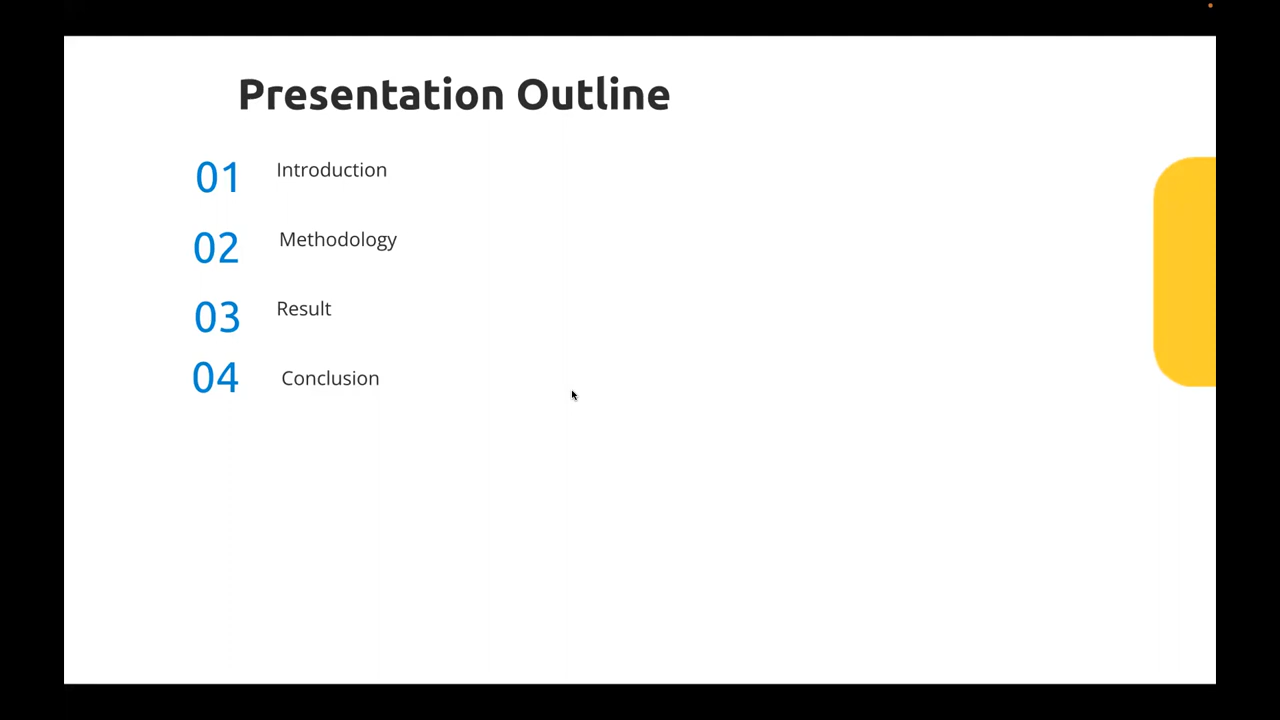 Presentation Outline
01 Introduction
02 Methodology
03 Result
04 Conclusion